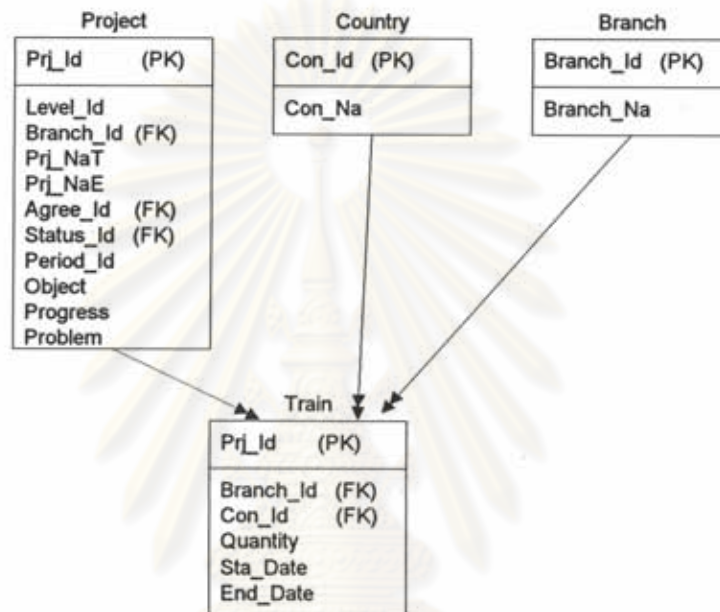 Project
Prj_Id (PK)
Level_Id
Branch_Id (FK)
Prj_NaT
Prj_NaE
Agree_Id (FK)
Status_Id (FK)
Period_Id
Object
Progress
Problem
Country
Con_Id (PK)
Con_Na
Branch
Branch_Id (PK)
Branch_Na
Train
Prj_Id (PK)
Branch_Id (FK)
Con_Id (FK)
Quantity
Sta_Date
End_Date